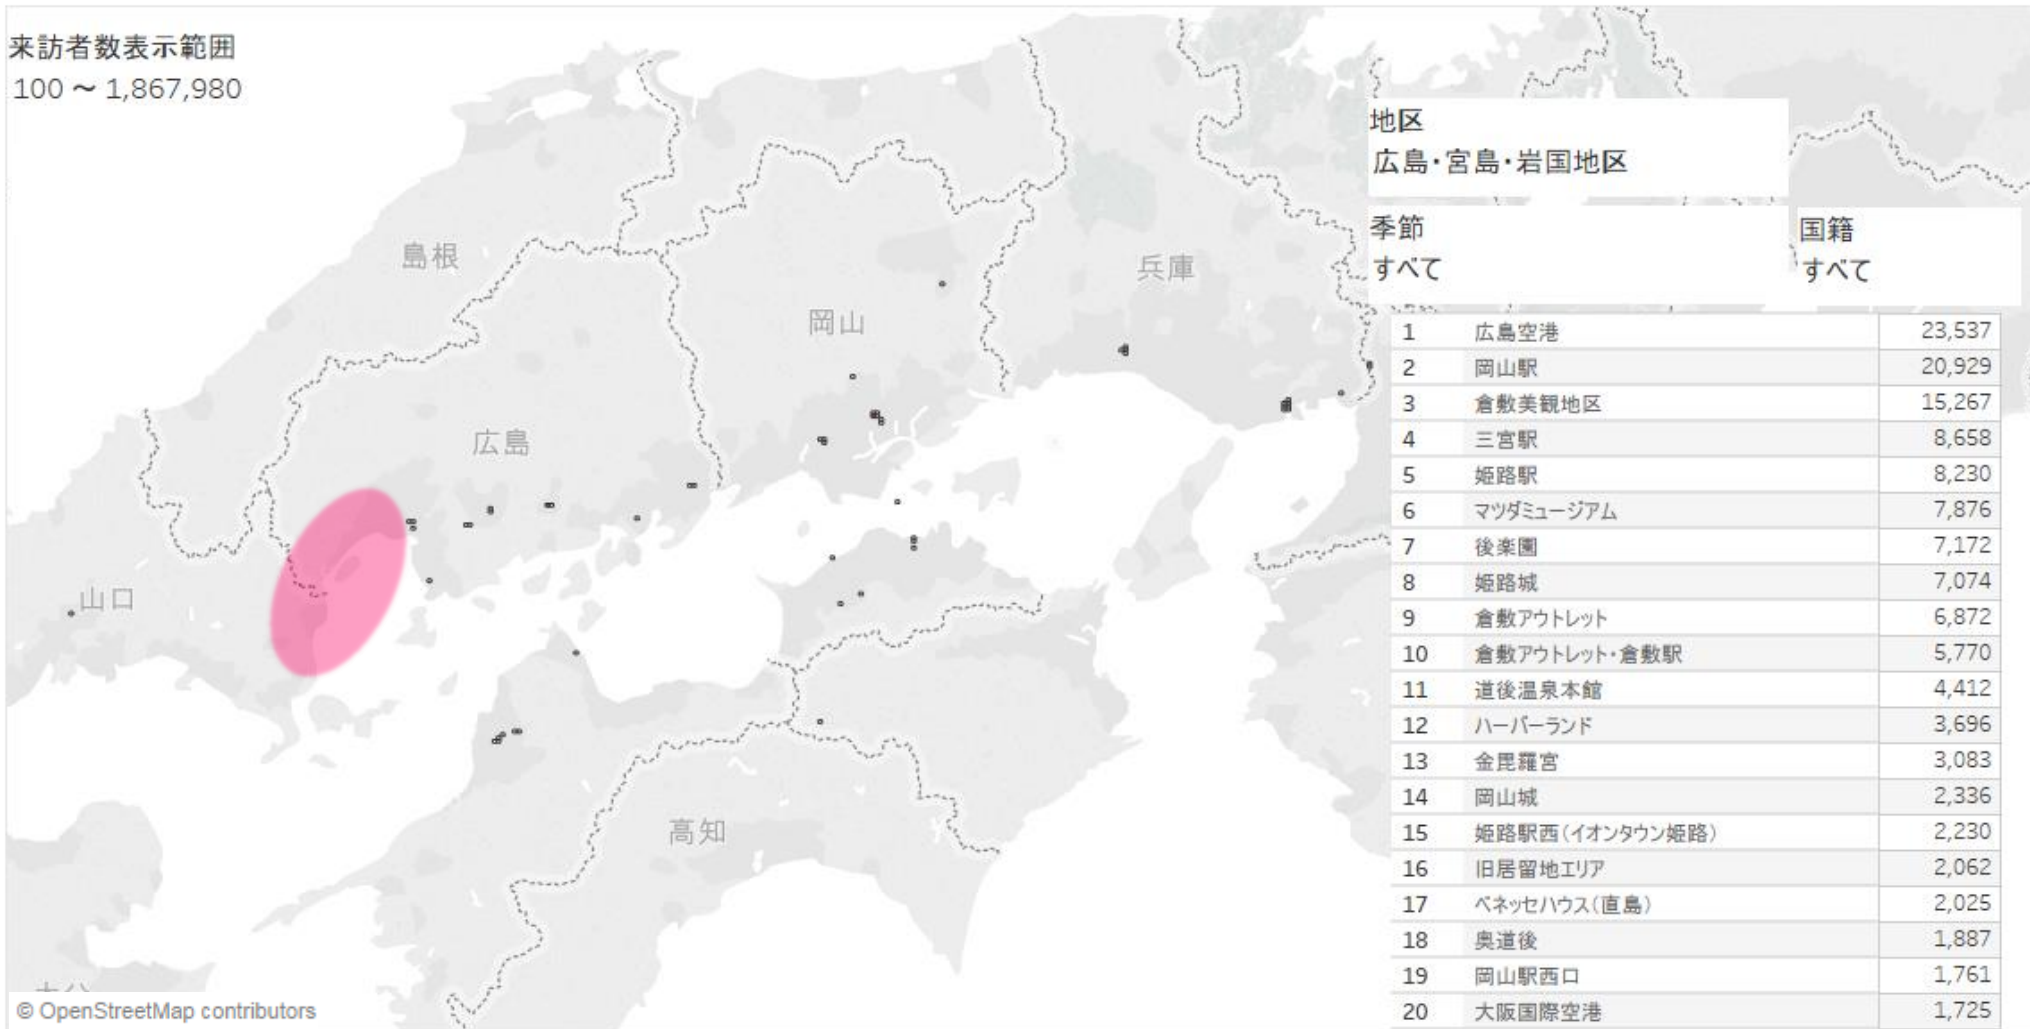 来訪者数表示範囲
100 ～ 1,867,980
地区
広島・宮島・岩国地区
季節
すべて
国籍
すべて
島根
兵庫
岡山
広島
山口
高知
1 広島空港 23,537
2 岡山駅 20,929
3 倉敷美観地区 15,267
4 三宮駅 8,658
5 姫路駅 8,230
6 マツダミュージアム 7,876
7 後楽園 7,172
8 姫路城 7,074
9 倉敷アウトレット 6,872
10 倉敷アウトレット・倉敷駅 5,770
11 道後温泉本館 4,412
12 ハーバーランド 3,696
13 金毘羅宮 3,083
14 岡山城 2,336
15 姫路駅西（イオンタウン姫路） 2,230
16 旧居留地エリア 2,062
17 ベネッセハウス（直島） 2,025
18 奥道後 1,887
19 岡山駅西口 1,761
20 大阪国際空港 1,725
© OpenStreetMap contributors